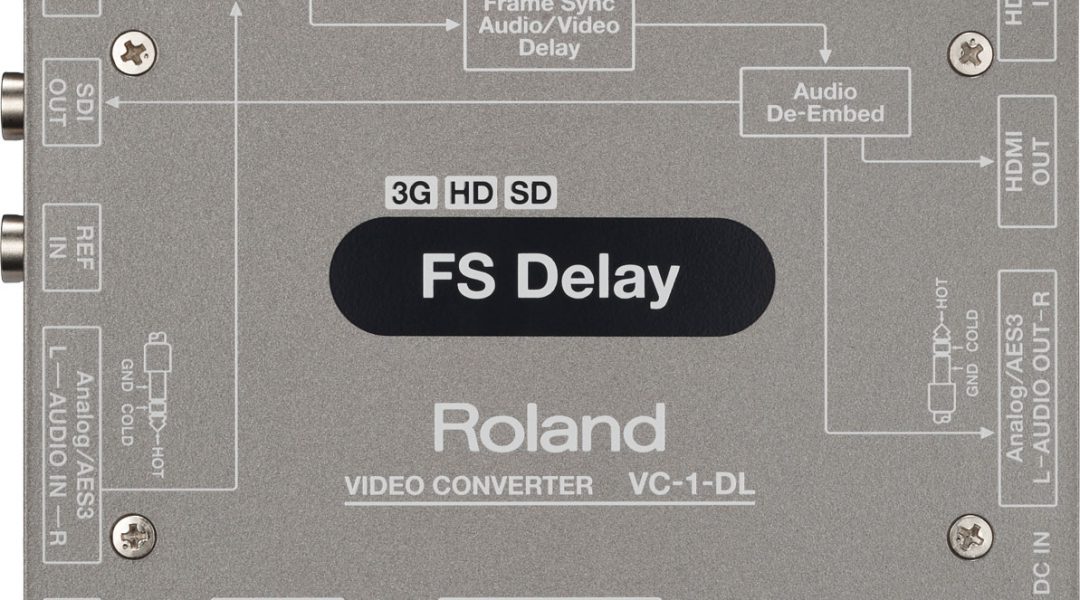 Frame Sync
Audio/Video
Delay
Audio
De-Embed
SDI
OUT
HDMI
OUT
3G HD SD
REF
IN
FS Delay
Analog/AES3
L—AUDIO IN—R
GND COLD
HOT
HOT
GND COLD
Analog/AES3
L—AUDIO OUT—R
Roland
VIDEO CONVERTER VC-1-DL
DC IN